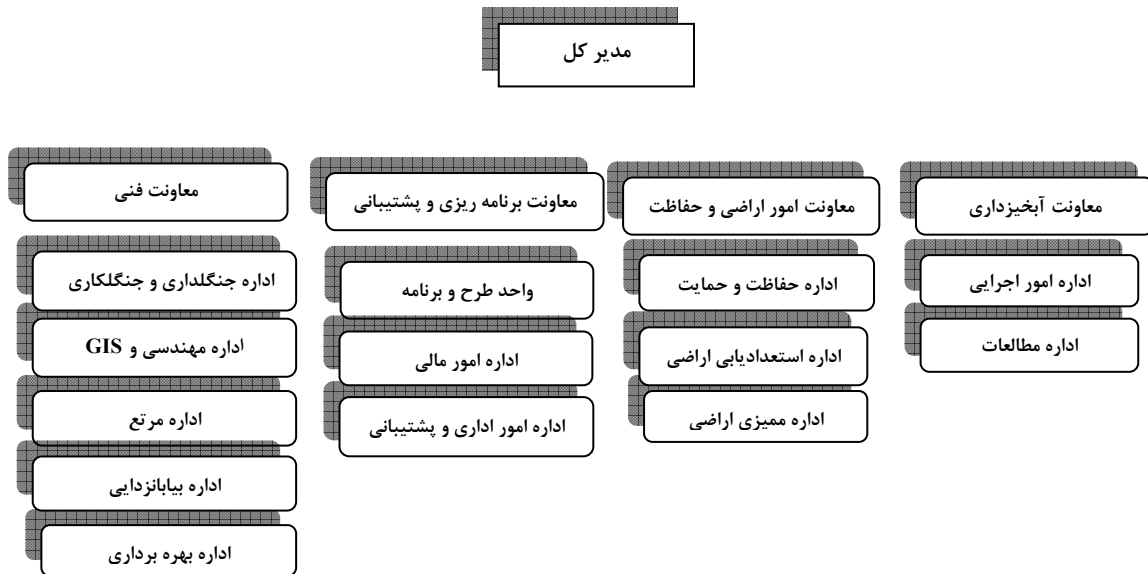 مدیر کل
معاونت آبخیزداری
اداره امور اجرایی
اداره مطالعات
معاونت امور اراضی و حفاظت
اداره حفاظت و حمایت
اداره استعدادیابی اراضی
اداره ممیزی اراضی
معاونت برنامه ریزی و پشتیبانی
واحد طرح و برنامه
اداره امور مالی
اداره امور اداری و پشتیبانی
معاونت فنی
اداره جنگلداری و جنگلکاری
اداره مهندسی و GIS
اداره مرتع
اداره بیابانزدایی
اداره بهره برداری